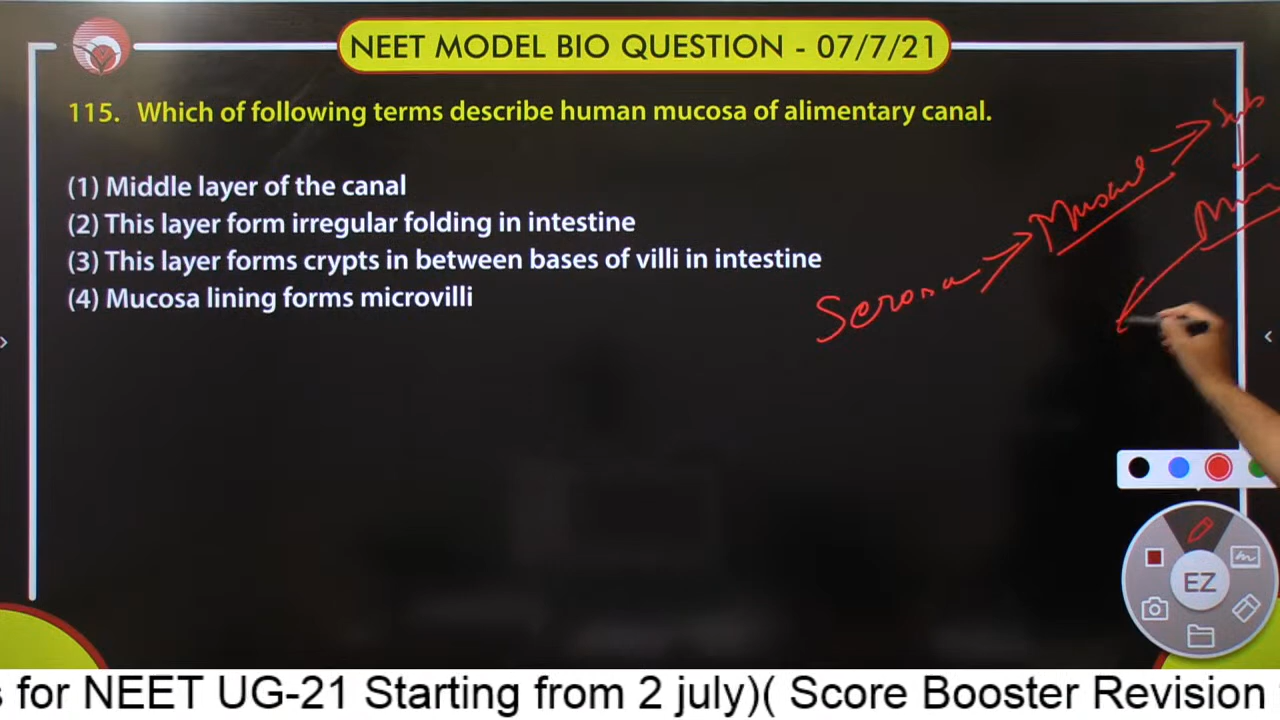 NEET MODEL BIO QUESTION - 07/7/21
115. Which of following terms describe human mucosa of alimentary canal.
(1) Middle layer of the canal
(2) This layer form irregular folding in intestine
(3) This layer forms crypts in between bases of villi in intestine
(4) Mucosa lining forms microvilli
Sub
Serosa
EZ
s for NEET UG-21 Starting from 2 july)( Score Booster Revision